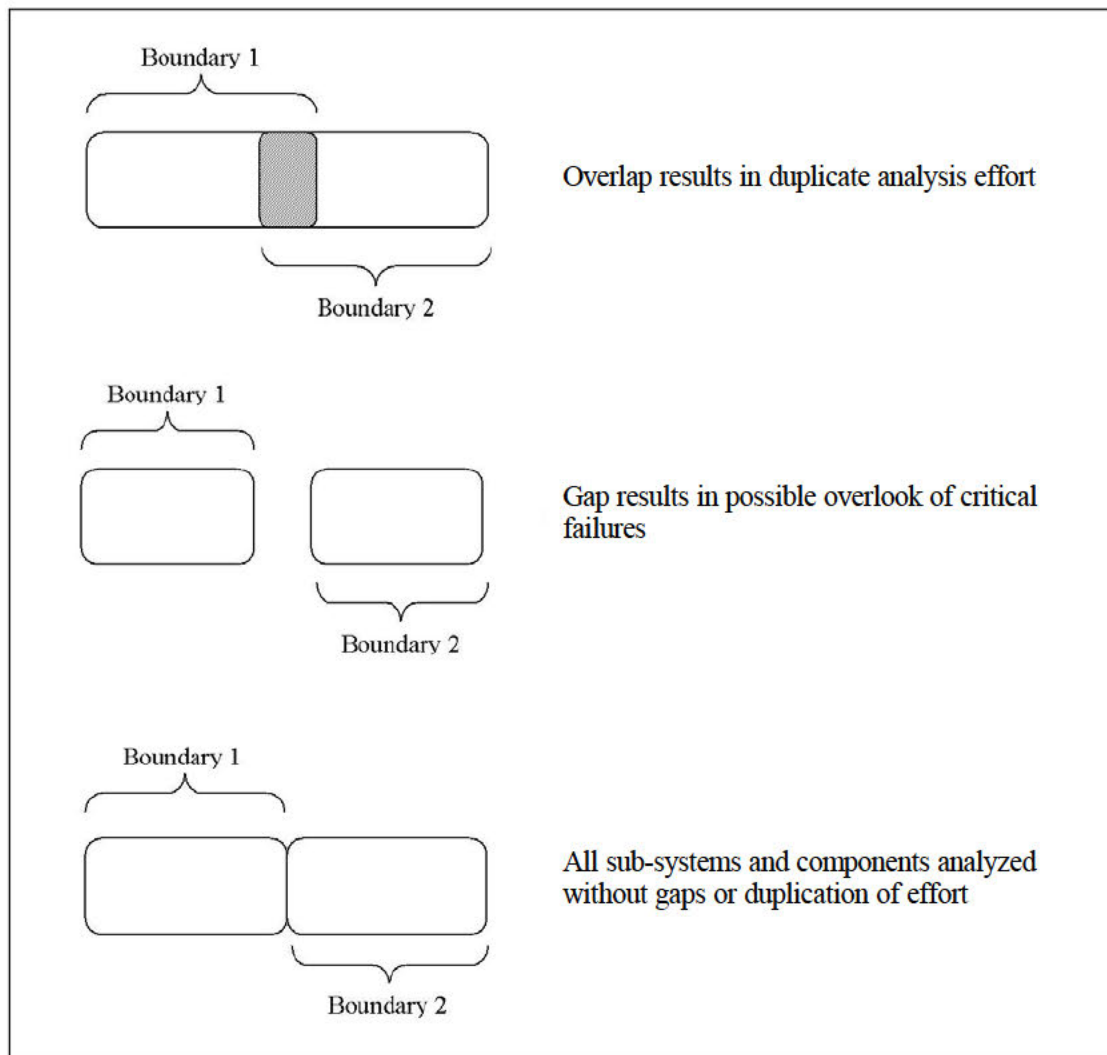 Boundary 1
Overlap results in duplicate analysis effort
Boundary 2
Boundary 1
Gap results in possible overlook of critical
failures
Boundary 2
Boundary 1
All sub-systems and components analyzed
without gaps or duplication of effort
Boundary 2